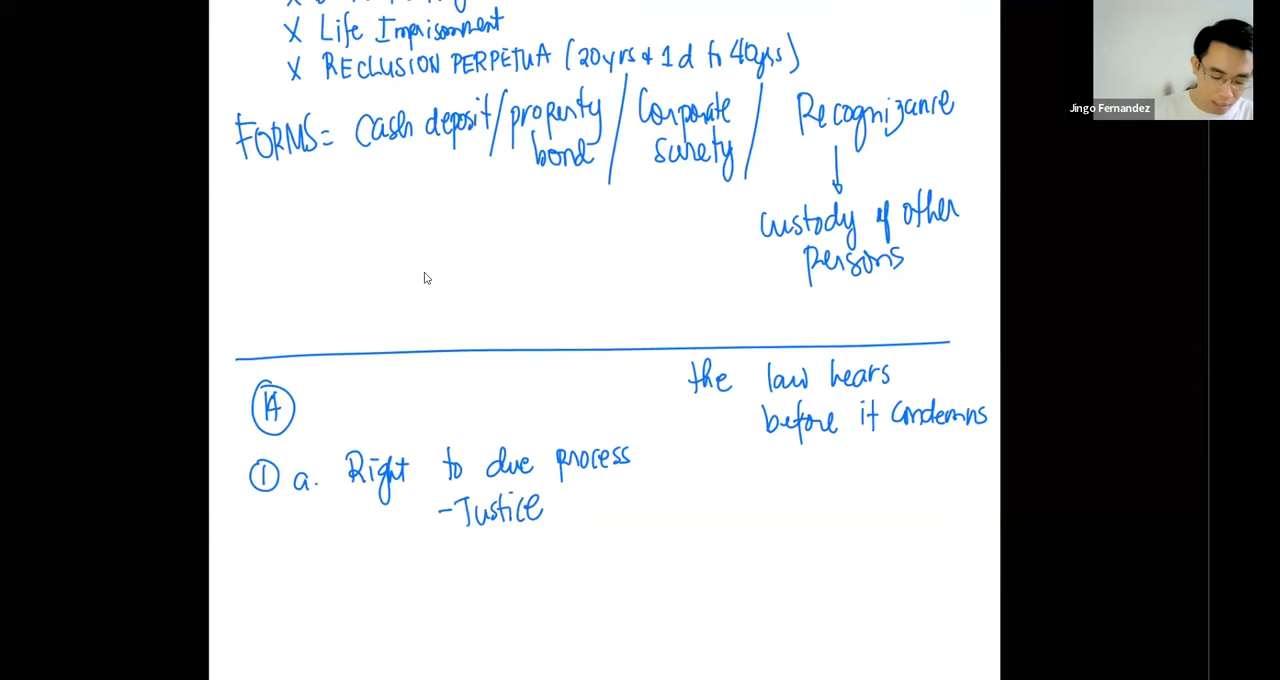 X Life Imprisonment
X RECLUSION PERPETUA (20yrs & 1d to 40yrs)
FORMS = Cash deposit / property bond / Corporate surety / Recognizance
custody of other
persons
Jingo Fernandez
the law hears
before it condemns
14
1 a. Right to due process
- Justice